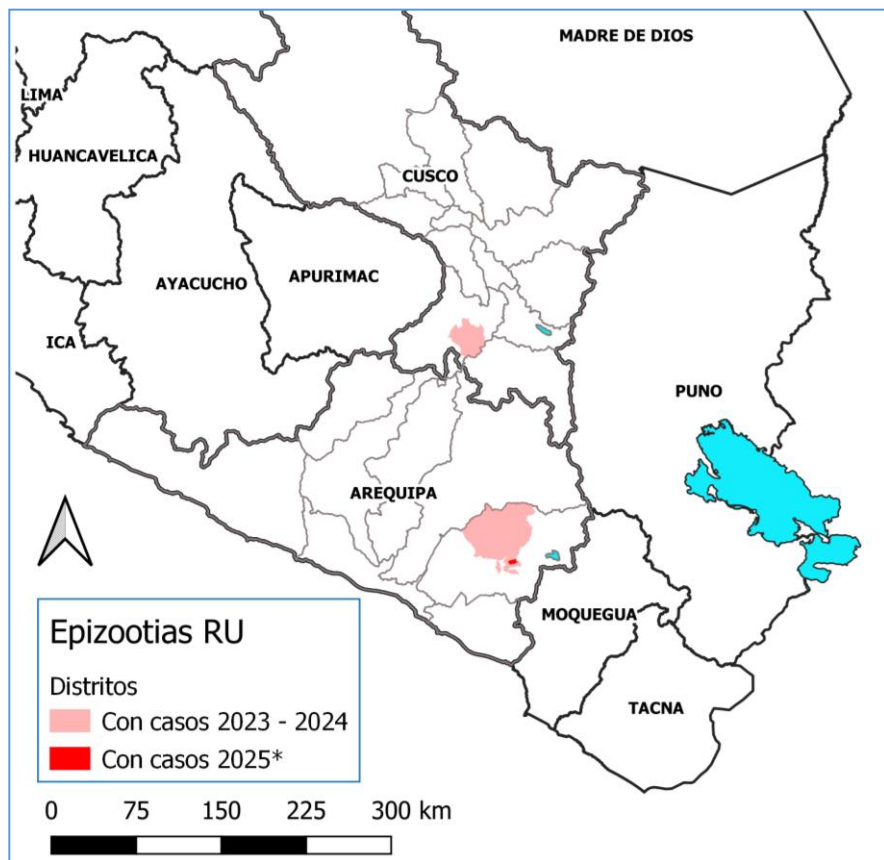 MADRE DE DIOS
LIMA
HUANCAVELICA
CUSCO
AYACUCHO
APURIMAC
ICA
PUNO
AREQUIPA
MOQUEGUA
TACNA
Epizootias RU
Distritos
Con casos 2023 - 2024
Con casos 2025*
0 75 150 225 300 km